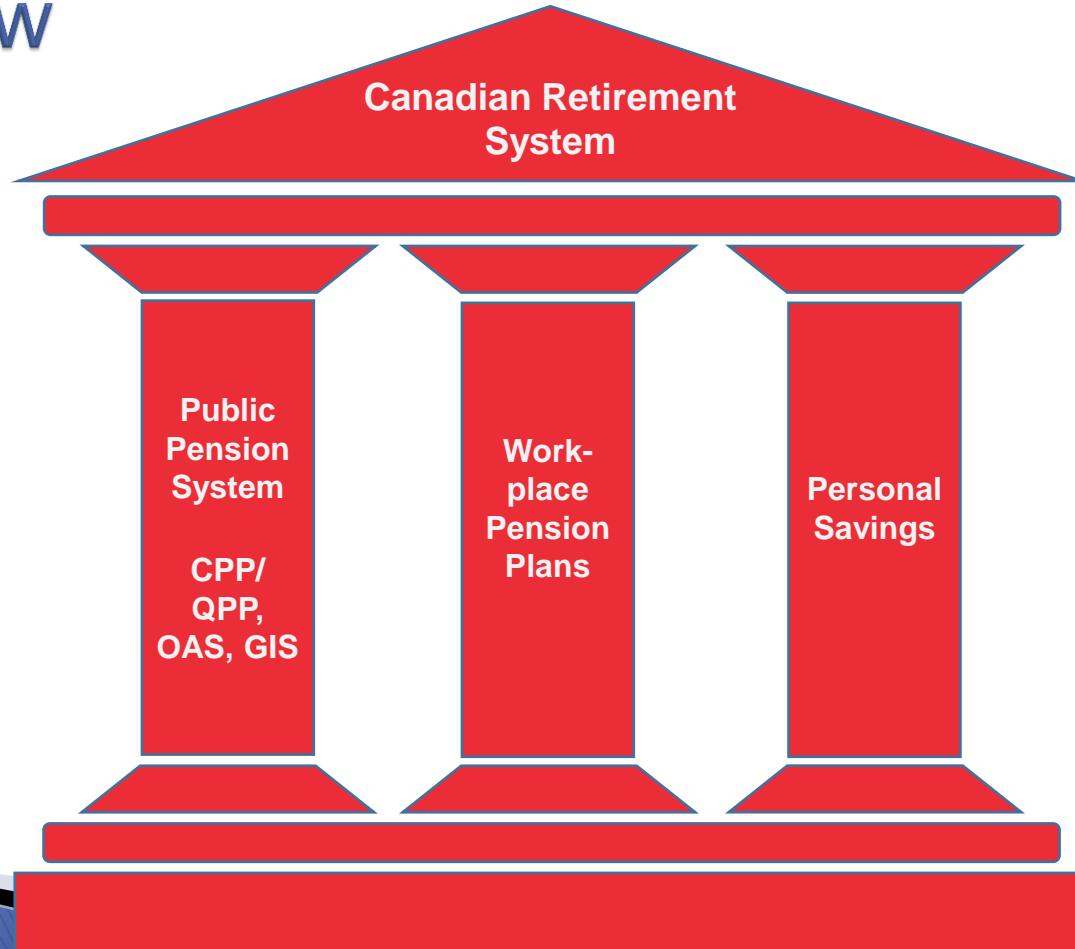 w
Canadian Retirement
System
Public
Pension
System
CPP/
QPP,
OAS, GIS
Work-
place
Pension
Plans
Personal
Savings